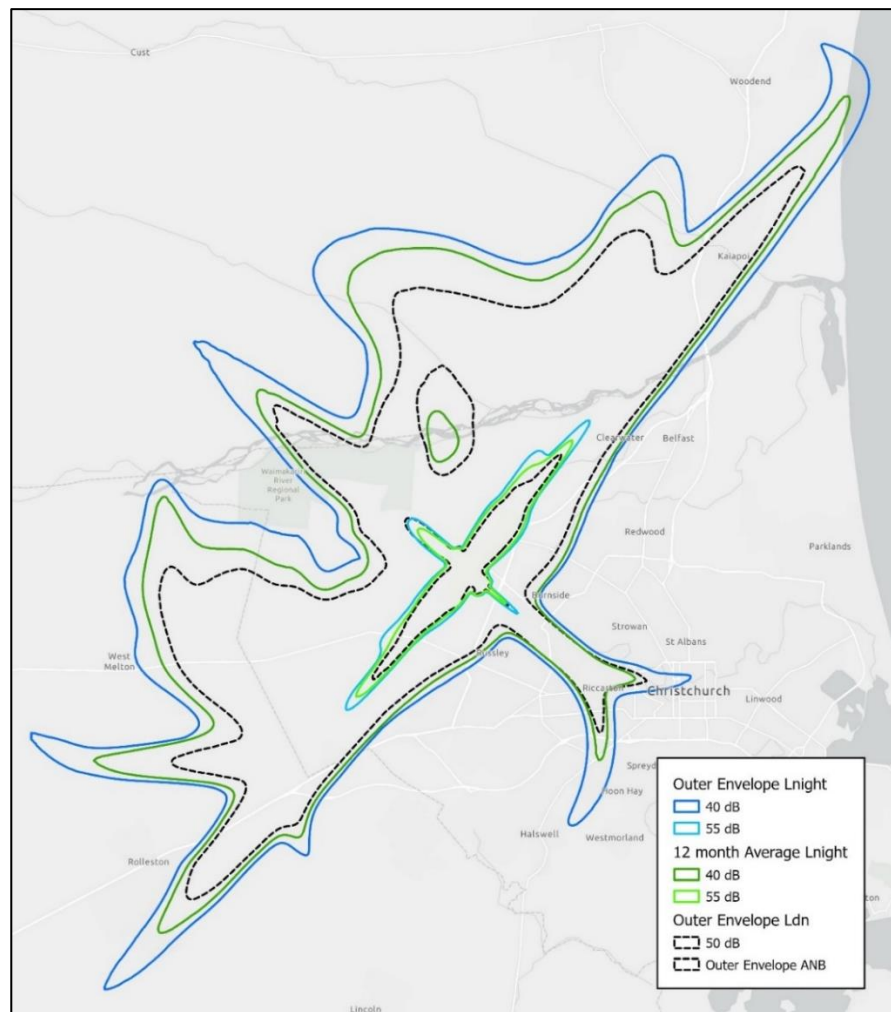 Cust
Woodend
Kaiapoi
Clearwater
Belfast
Waimakariri
River
Regional
Park
Redwood
Parklands
Burnside
Strowan
St Albans
West
Melton
Russley
Riccarton
Christchurch
Linwood
Outer Envelope Lnight
40 dB
55 dB
12 month Average Lnight
40 dB
55 dB
Outer Envelope Ldn
50 dB
Outer Envelope ANB
Spreyd
Hoon Hay
Halswell
Westmorland
Rolleston
Lincoln